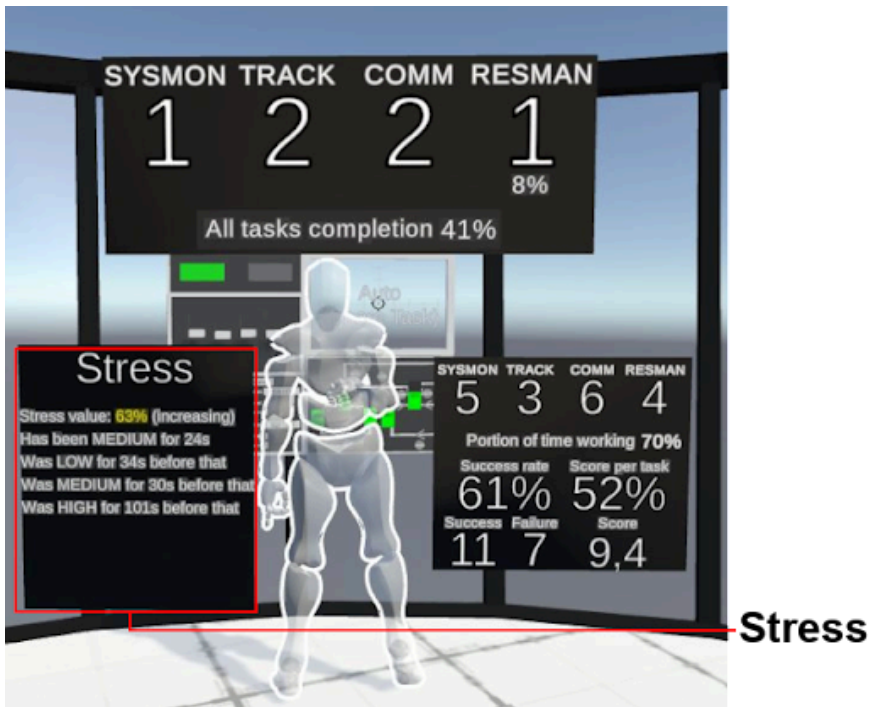 SYSMON TRACK COMM RESMAN
1 2 2 1
8%
All tasks completion 41%
Auto
Task!
Stress
Stress value: 63% (increasing)
Has been MEDIUM for 24s
Was LOW for 34s before that
Was MEDIUM for 30s before that
Was HIGH for 101s before that
SYSMON TRACK COMM RESMAN
5 3 6 4
Portion of time working 70%
Success rate Score per task
61% 52%
Success Failure Score
11 7 9,4
Stress